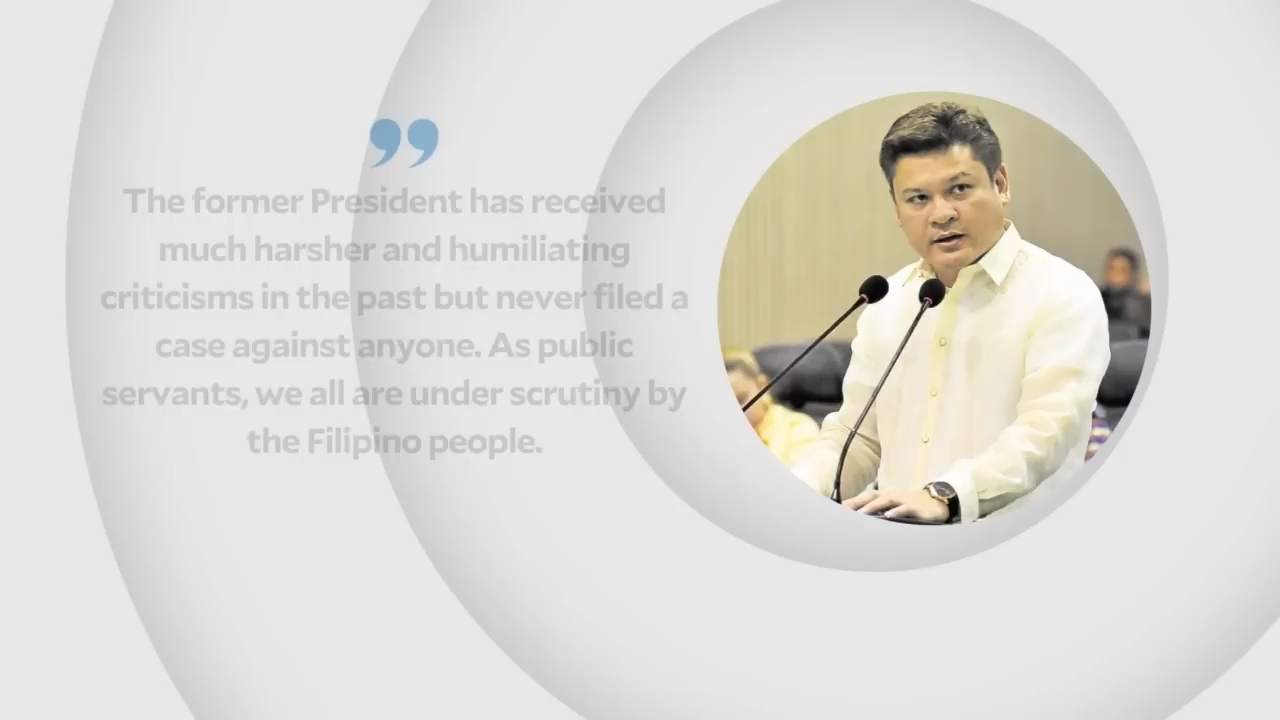 ”
The former President has received
much harsher and humiliating
criticisms in the past but never filed a
case against anyone. As public
servants, we all are under scrutiny by
the Filipino people.